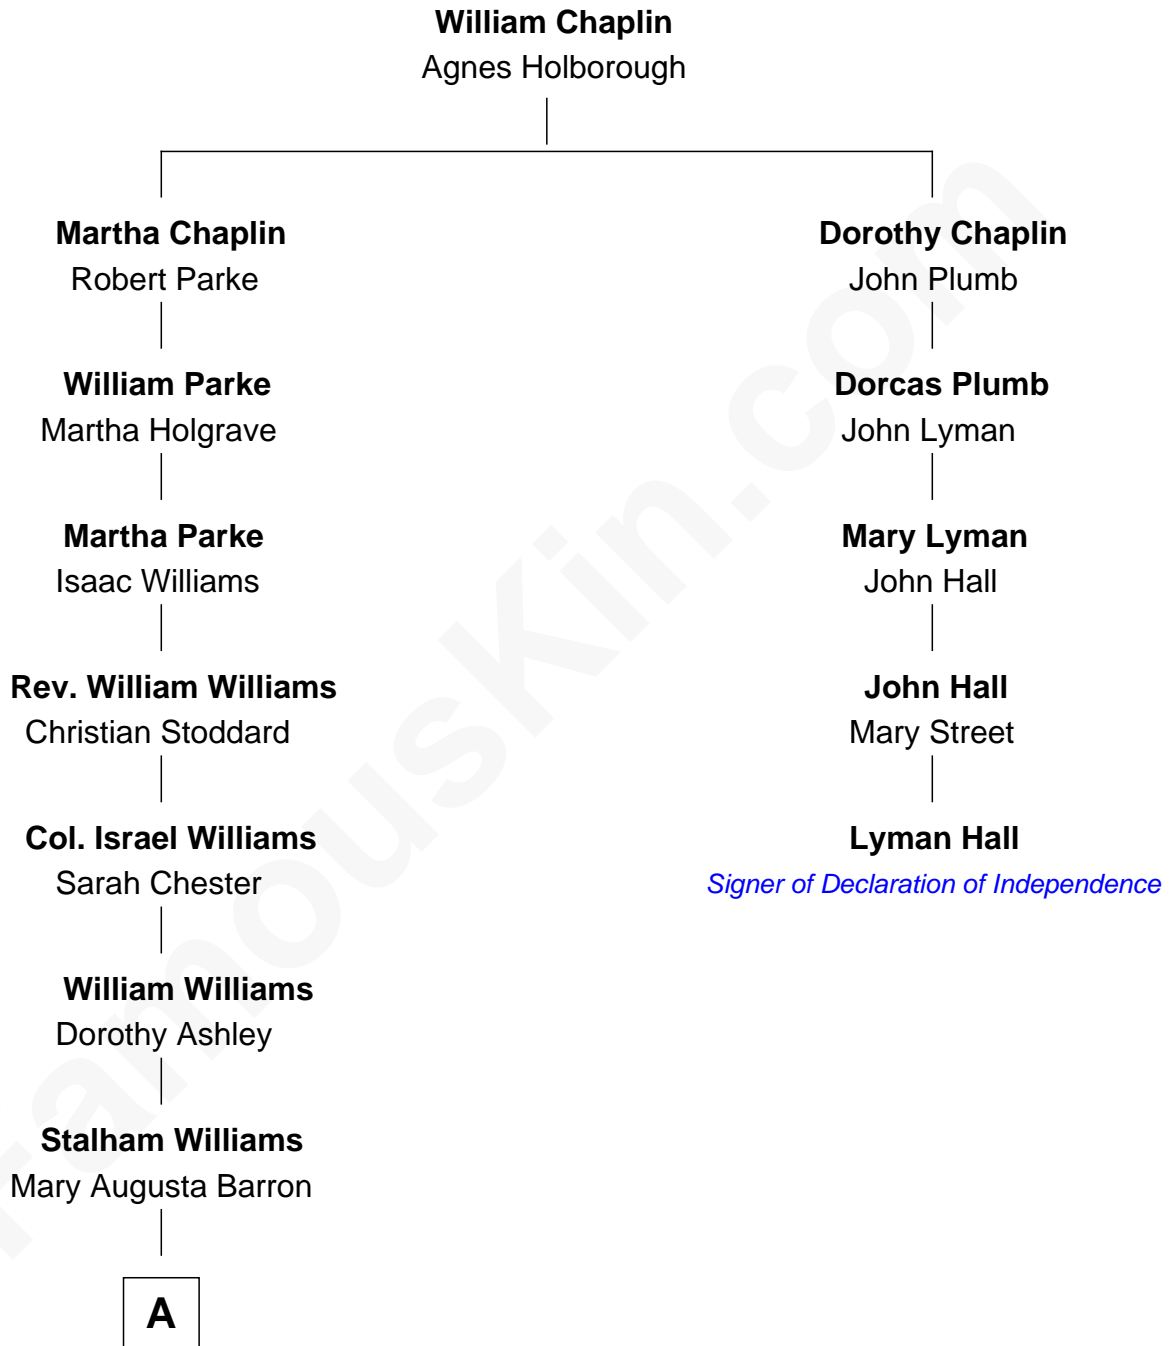 William Chaplin
Agnes Holborough
Martha Chaplin
Robert Parke
William Parke
Martha Holgrave
Martha Parke
Isaac Williams
Rev. William Williams
Christian Stoddard
Col. Israel Williams
Sarah Chester
William Williams
Dorothy Ashley
Stalham Williams
Mary Augusta Barron
A
Dorothy Chaplin
John Plumb
Dorcas Plumb
John Lyman
Mary Lyman
John Hall
John Hall
Mary Street
Lyman Hall
Signer of Declaration of Independence
FamousKin.com